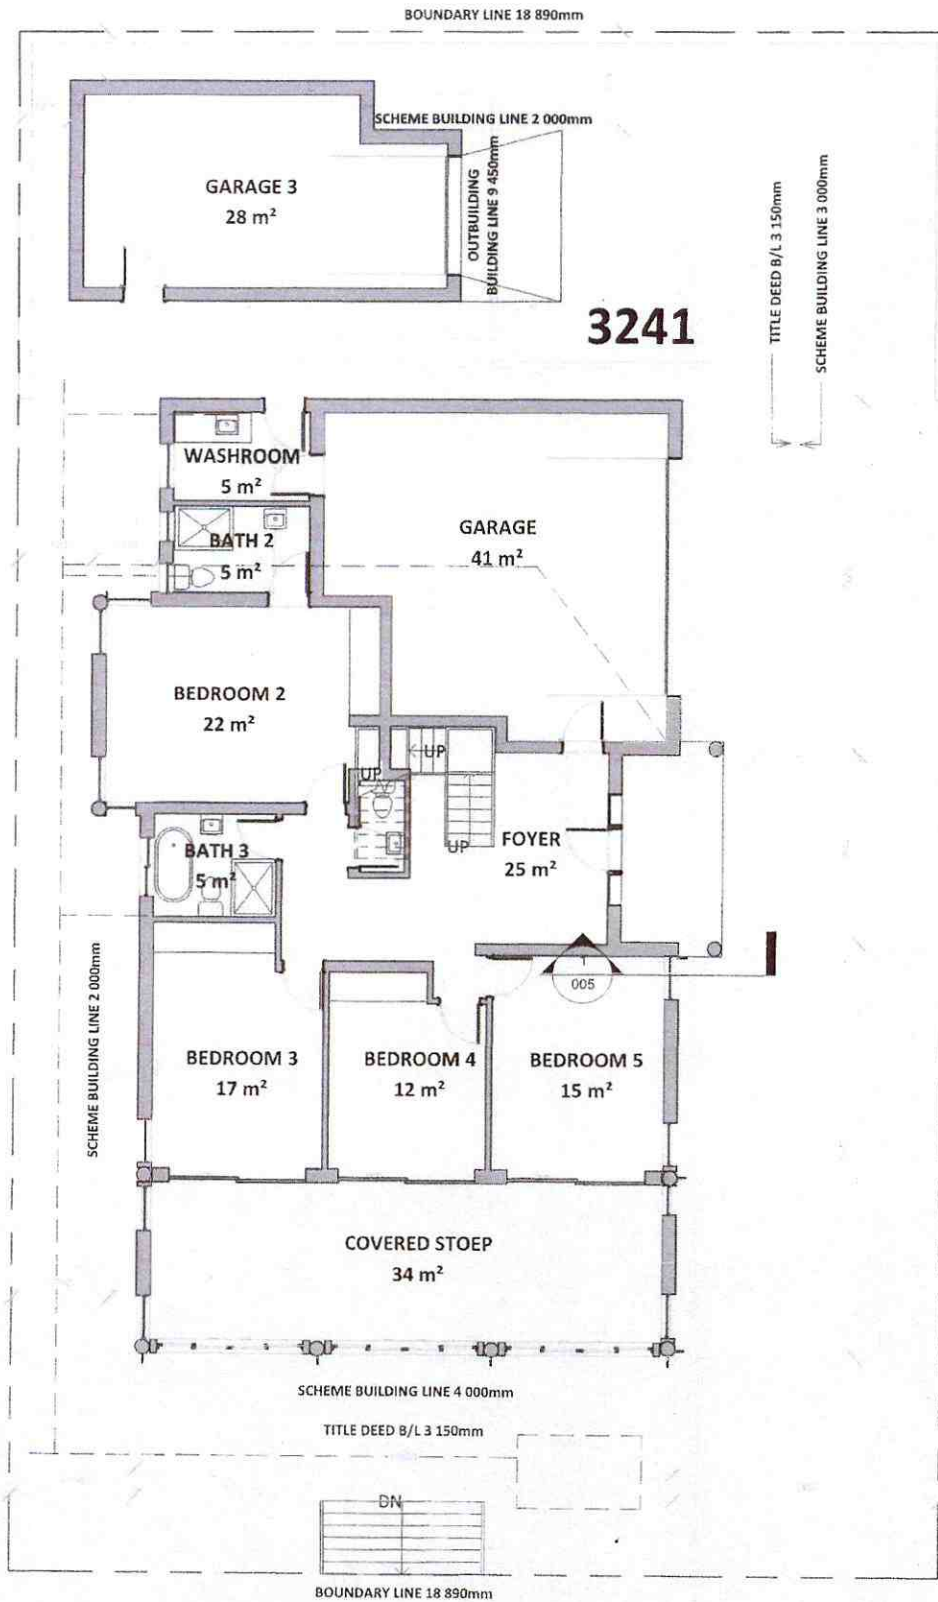 BOUNDARY LINE 18 890mm
SCHEME BUILDING LINE 2 000mm
GARAGE 3
28 m²
OUTBUILDING
BUILDING LINE 9 450mm
TITLE DEED B/L 3 150mm
SCHEME BUILDING LINE 3 000mm
3241
WASHROOM
5 m²
GARAGE
41 m²
BATH 2
5 m²
BEDROOM 2
22 m²
UP
UP
UP
FOYER
25 m²
BATH 3
5 m²
1
005
SCHEME BUILDING LINE 2 000mm
BEDROOM 3
17 m²
BEDROOM 4
12 m²
BEDROOM 5
15 m²
COVERED STOEP
34 m²
SCHEME BUILDING LINE 4 000mm
TITLE DEED B/L 3 150mm
DN
BOUNDARY LINE 18 890mm